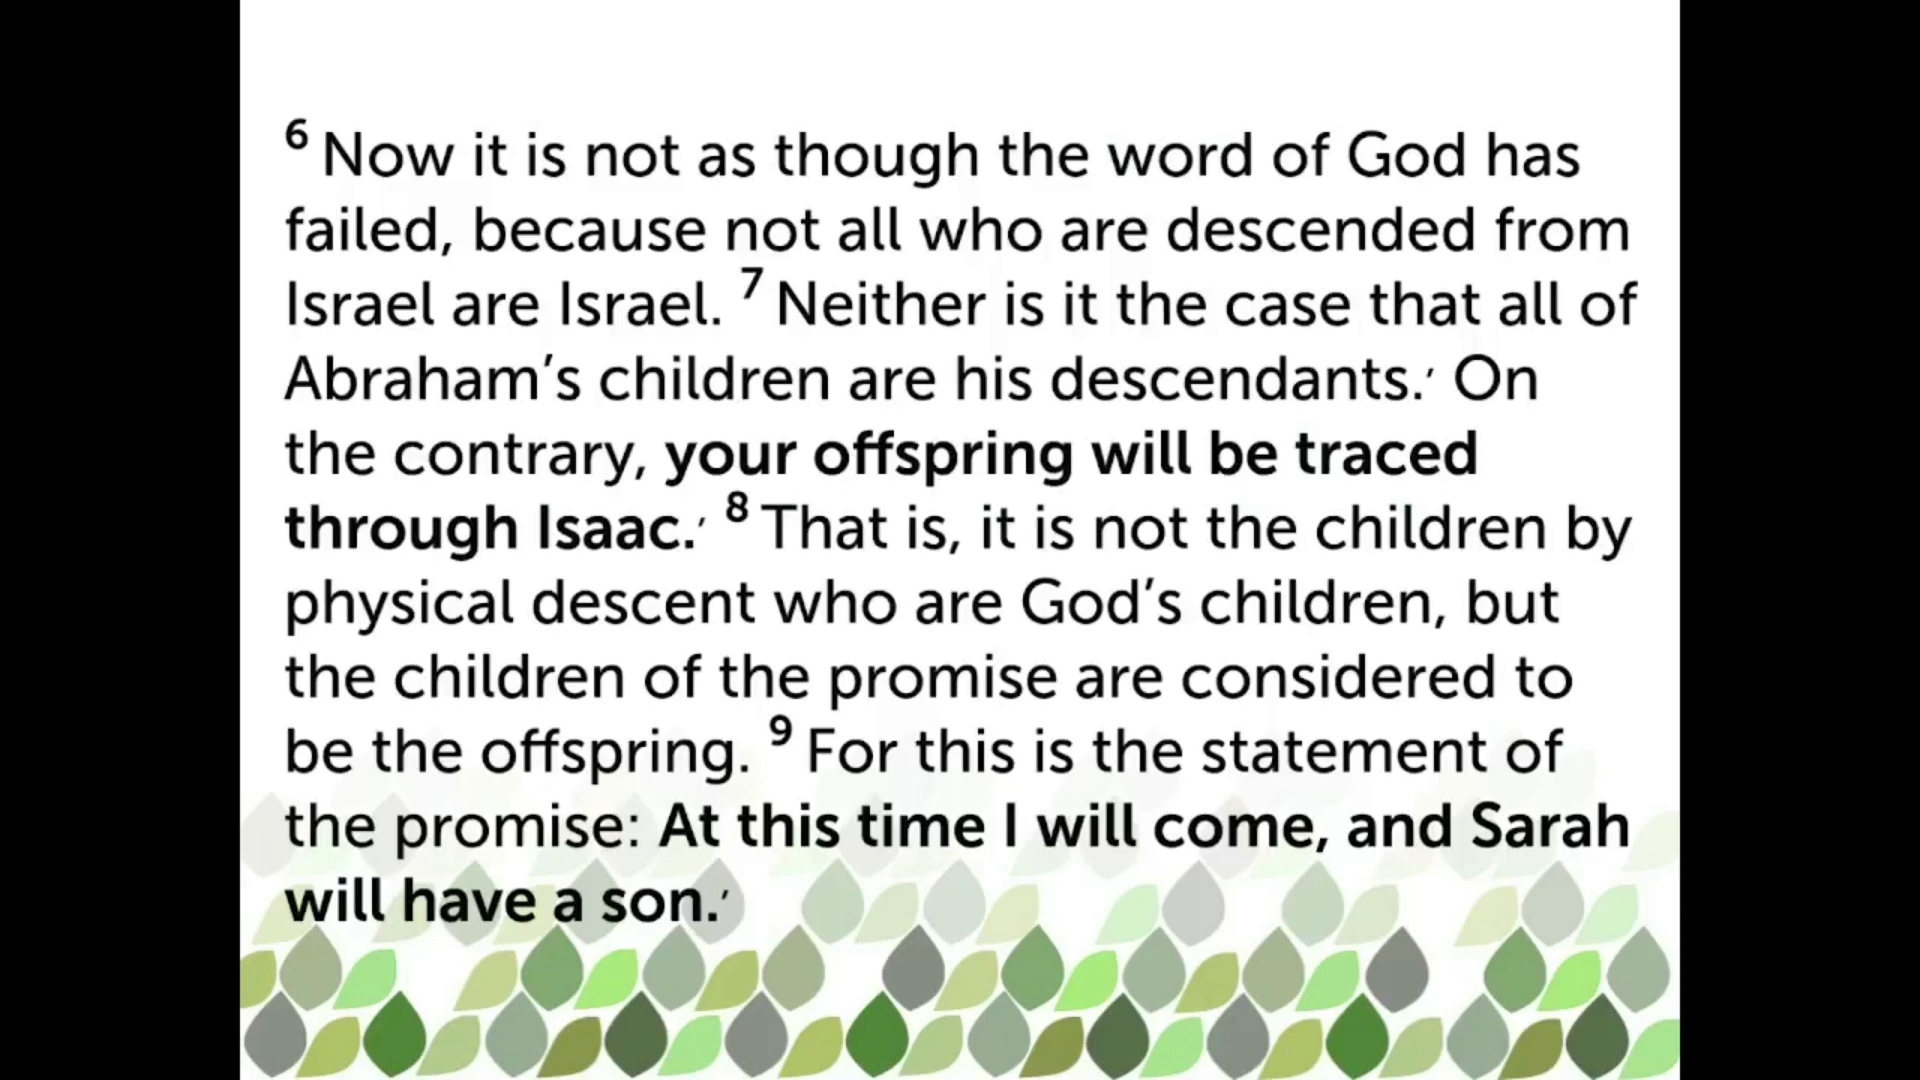 6 Now it is not as though the word of God has
failed, because not all who are descended from
Israel are Israel. 7 Neither is it the case that all of
Abraham’s children are his descendants.′ On
the contrary, your offspring will be traced
through Isaac.′ 8 That is, it is not the children by
physical descent who are God’s children, but
the children of the promise are considered to
be the offspring. 9 For this is the statement of
the promise: At this time I will come, and Sarah
will have a son.′